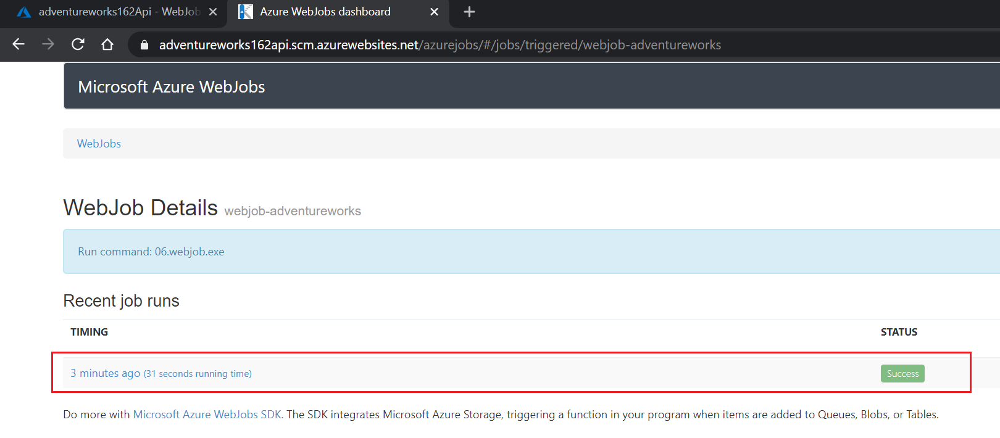 adventureworks162Api - WebJob
Azure WebJobs dashboard
adventureworks162api.scm.azurewebsites.net/azurejobs/#/jobs/triggered/webjob-adventureworks
Microsoft Azure WebJobs
WebJobs
WebJob Details webjob-adventureworks
Run command: 06.webjob.exe
Recent job runs
TIMING STATUS
3 minutes ago (31 seconds running time) Success
Do more with Microsoft Azure WebJobs SDK. The SDK integrates Microsoft Azure Storage, triggering a function in your program when items are added to Queues, Blobs, or Tables.